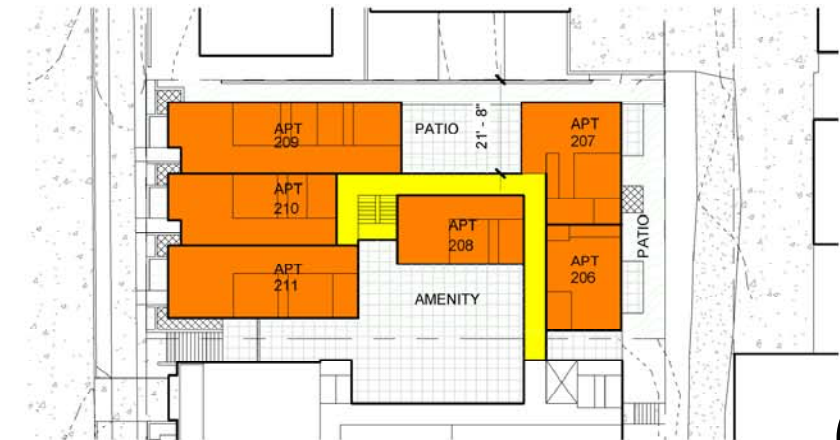 APT
209
PATIO
21' - 8"
APT
207
APT
210
APT
208
PATIO
APT
206
APT
211
AMENITY